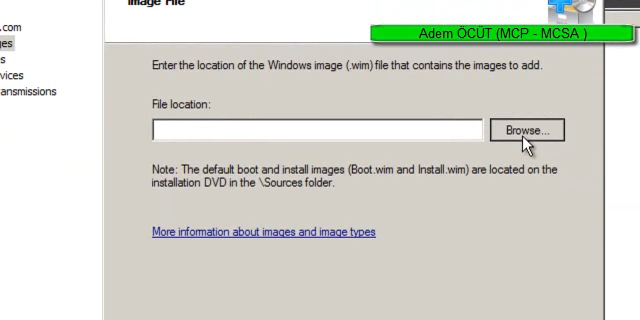 Image File
Adem ÖCÜT (MCP - MCSA )
.com
ges
s
vices
ansmissions
Enter the location of the Windows image (.wim) file that contains the images to add.
File location:
Browse...
Note: The default boot and install images (Boot.wim and Install.wim) are located on the
installation DVD in the \Sources folder.
More information about images and image types